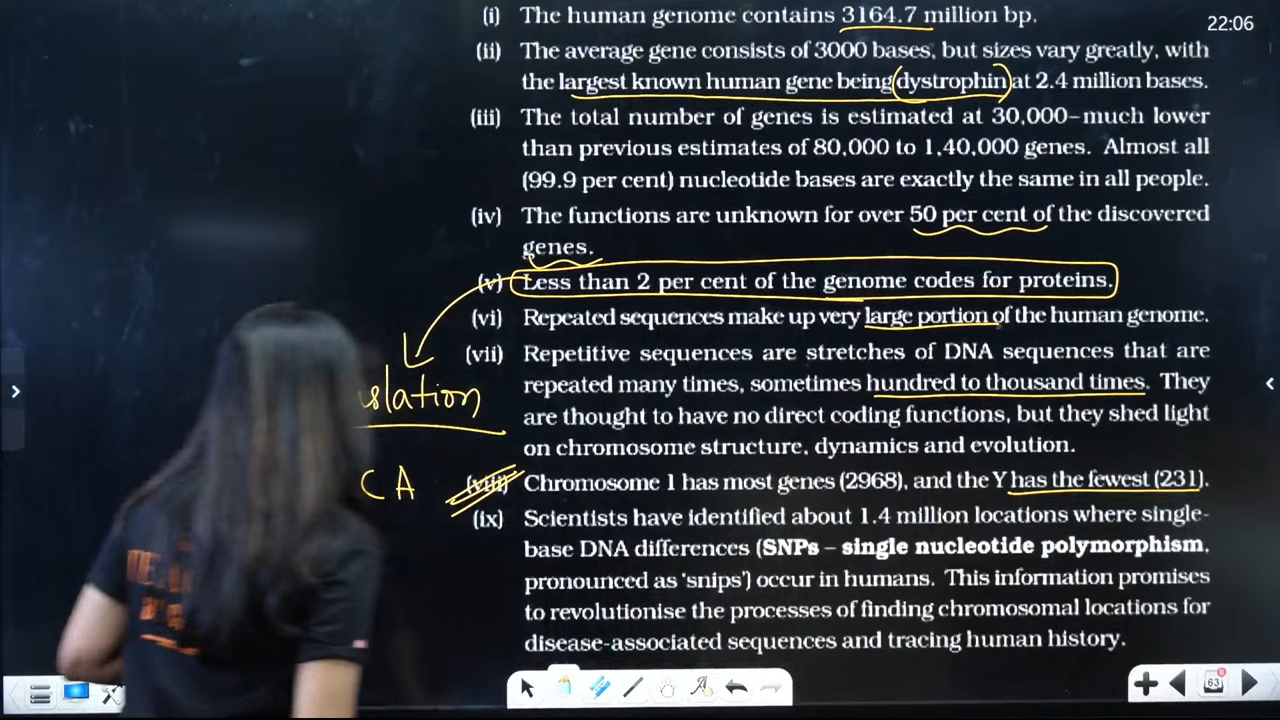 (i) The human genome contains 3164.7 million bp.
22:06
(ii) The average gene consists of 3000 bases, but sizes vary greatly, with
the largest known human gene being dystrophin at 2.4 million bases.
(iii) The total number of genes is estimated at 30,000–much lower
than previous estimates of 80,000 to 1,40,000 genes. Almost all
(99.9 per cent) nucleotide bases are exactly the same in all people.
(iv) The functions are unknown for over 50 per cent of the discovered
genes.
(v) Less than 2 per cent of the genome codes for proteins.
(vi) Repeated sequences make up very large portion of the human genome.
(vii) Repetitive sequences are stretches of DNA sequences that are
repeated many times, sometimes hundred to thousand times. They
slation
are thought to have no direct coding functions, but they shed light
on chromosome structure, dynamics and evolution.
CA
(viii) Chromosome 1 has most genes (2968), and the Y has the fewest (231).
(ix) Scientists have identified about 1.4 million locations where single-
base DNA differences (SNPs – single nucleotide polymorphism,
pronounced as 'snips') occur in humans. This information promises
to revolutionise the processes of finding chromosomal locations for
disease-associated sequences and tracing human history.
63